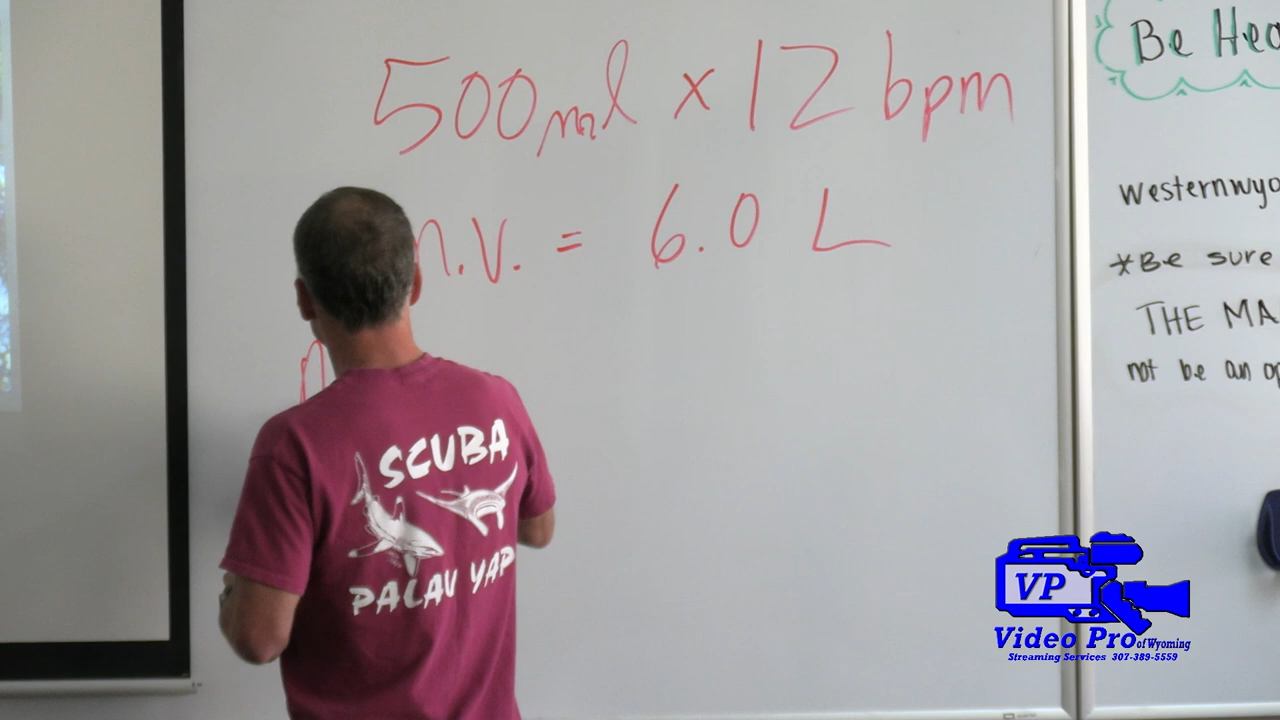 500ml x 12 bpm
m.V. = 6.0 L
SCUBA
PALAU YAP
Be Hea
westernwyo
*Be sure
THE MA
not be an op
VP
Video Pro of Wyoming
Streaming Services 307-389-5559